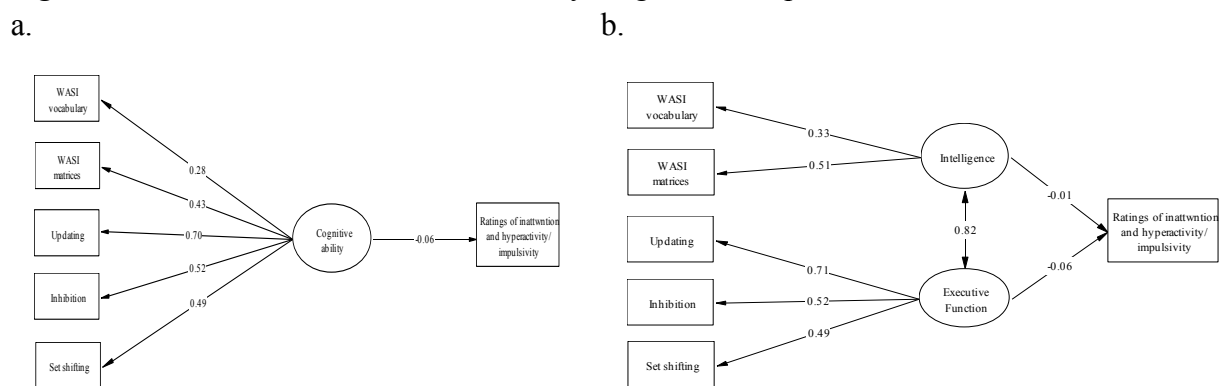 a.
b.
WASI
vocabulary
WASI
matrices
Updating
Inhibition
Set shifting
0.28
0.43
0.70
0.52
0.49
Cognitive
ability
-0.06
Ratings of inattwntion
and hyperactivity/
impulsivity
WASI
vocabulary
WASI
matrices
Updating
Inhibition
Set shifting
0.33
0.51
0.71
0.52
0.49
Intelligence
0.82
Executive
Function
-0.01
-0.06
Ratings of inattwntion
and hyperactivity/
impulsivity